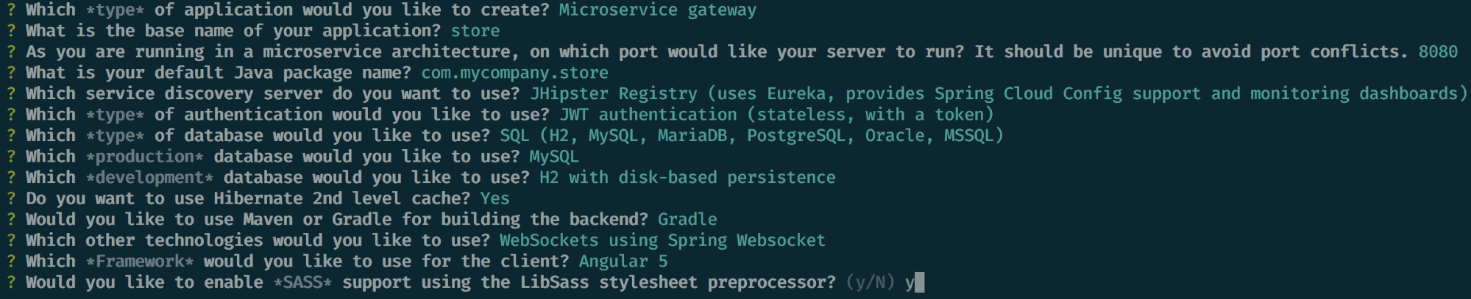 ? Which *type* of application would you like to create? Microservice gateway
? What is the base name of your application? store
? As you are running in a microservice architecture, on which port would like your server to run? It should be unique to avoid port conflicts. 8080
? What is your default Java package name? com.mycompany.store
? Which service discovery server do you want to use? JHipster Registry (uses Eureka, provides Spring Cloud Config support and monitoring dashboards)
? Which *type* of authentication would you like to use? JWT authentication (stateless, with a token)
? Which *type* of database would you like to use? SQL (H2, MySQL, MariaDB, PostgreSQL, Oracle, MSSQL)
? Which *production* database would you like to use? MySQL
? Which *development* database would you like to use? H2 with disk-based persistence
? Do you want to use Hibernate 2nd level cache? Yes
? Would you like to use Maven or Gradle for building the backend? Gradle
? Which other technologies would you like to use? WebSockets using Spring Websocket
? Which *Framework* would you like to use for the client? Angular 5
? Would you like to enable *SASS* support using the LibSass stylesheet preprocessor? (y/N) y